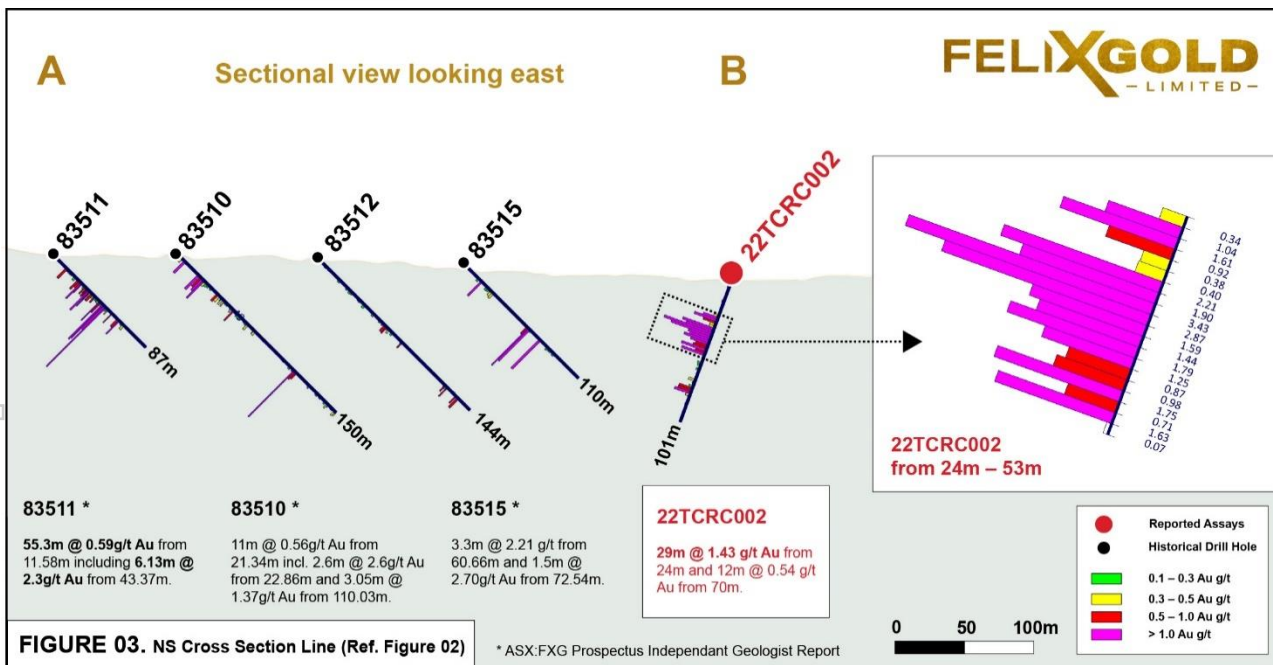 A
Sectional view looking east
B
FELIXGOLD
-LIMITED-
83511
83510
83512
83515
22TCRC002
87m
150m
144m
110m
101m
0.34
1.04
1.61
0.92
0.38
0.40
2.21
1.90
3.43
2.87
1.59
1.44
1.79
1.25
0.87
0.98
1.75
0.71
1.63
0.07
22TCRC002
from 24m – 53m
83511 *
55.3m @ 0.59g/t Au from
11.58m including 6.13m @
2.3g/t Au from 43.37m.
83510 *
11m @ 0.56g/t Au from
21.34m incl. 2.6m @ 2.6g/t Au
from 22.86m and 3.05m @
1.37g/t Au from 110.03m.
83515 *
3.3m @ 2.21 g/t from
60.66m and 1.5m @
2.70g/t Au from 72.54m.
22TCRC002
29m @ 1.43 g/t Au from
24m and 12m @ 0.54 g/t
Au from 70m.
Reported Assays
Historical Drill Hole
0.1 – 0.3 Au g/t
0.3 – 0.5 Au g/t
0.5 – 1.0 Au g/t
> 1.0 Au g/t
0 50 100m
FIGURE 03. NS Cross Section Line (Ref. Figure 02)
* ASX:FXG Prospectus Independant Geologist Report